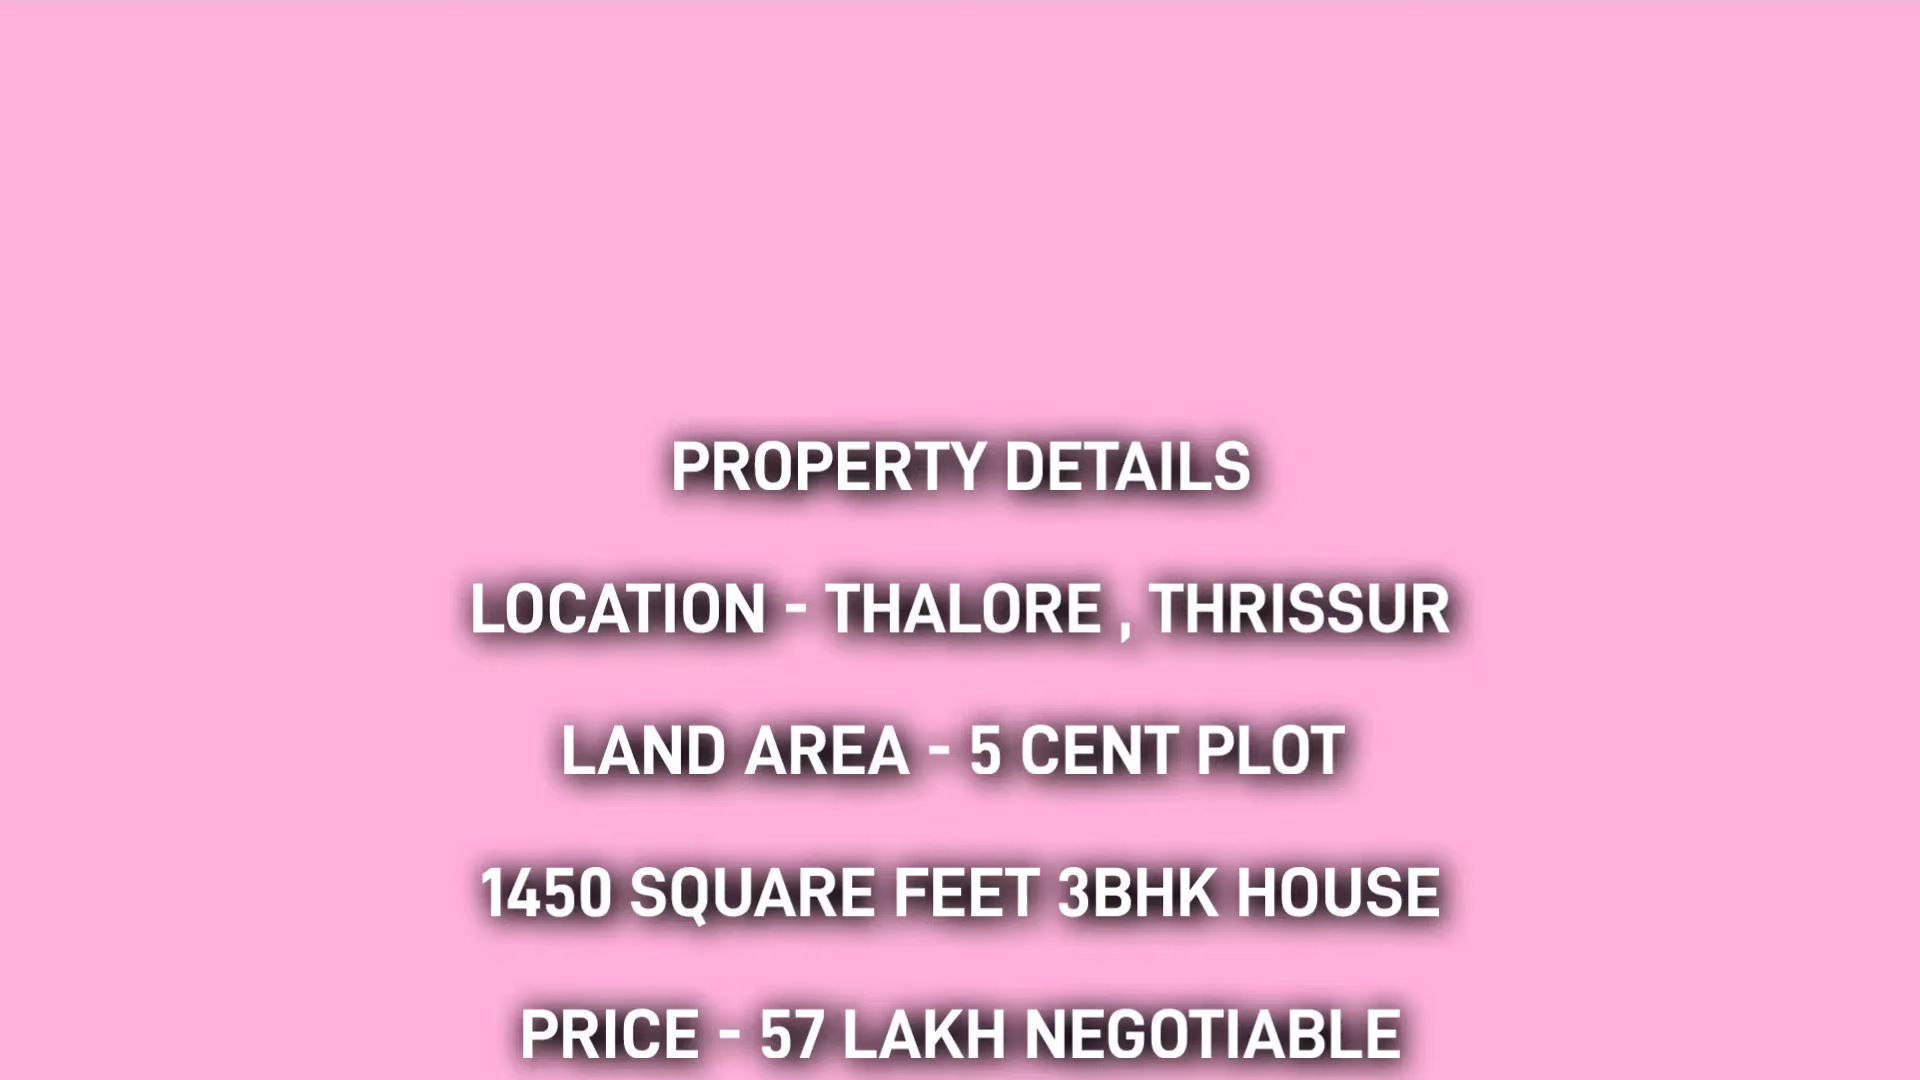 PROPERTY DETAILS
LOCATION - THALORE , THRISSUR
LAND AREA - 5 CENT PLOT
1450 SQUARE FEET 3BHK HOUSE
PRICE - 57 LAKH NEGOTIABLE